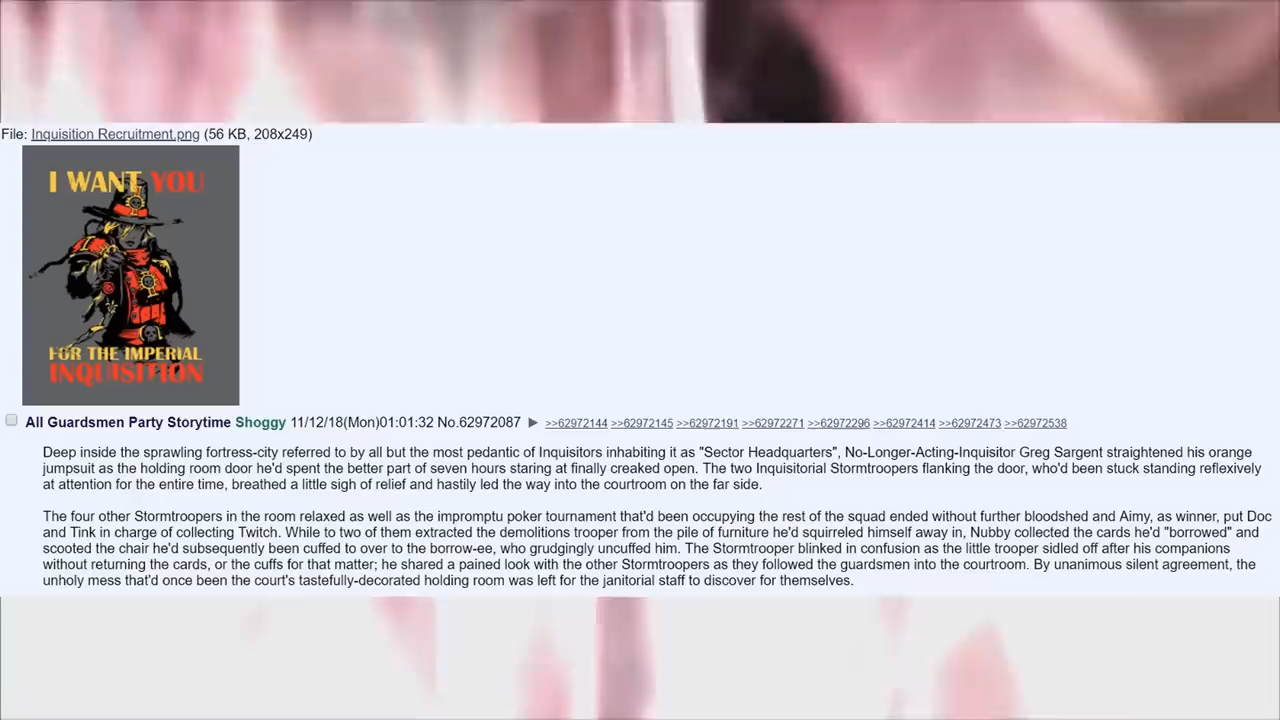 File: Inquisition Recruitment.png (56 KB, 208x249)
I WANT YOU
FOR THE IMPERIAL
INQUISITION
All Guardsmen Party Storytime Shoggy 11/12/18(Mon)01:01:32 No.62972087 ▶ >>62972144 >>62972145 >>62972191 >>62972271 >>62972296 >>62972414 >>62972473 >>62972538
Deep inside the sprawling fortress-city referred to by all but the most pedantic of Inquisitors inhabiting it as "Sector Headquarters", No-Longer-Acting-Inquisitor Greg Sargent straightened his orange
jumpsuit as the holding room door he'd spent the better part of seven hours staring at finally creaked open. The two Inquisitorial Stormtroopers flanking the door, who'd been stuck standing reflexively
at attention for the entire time, breathed a little sigh of relief and hastily led the way into the courtroom on the far side.
The four other Stormtroopers in the room relaxed as well as the impromptu poker tournament that'd been occupying the rest of the squad ended without further bloodshed and Aimy, as winner, put Doc
and Tink in charge of collecting Twitch. While to two of them extracted the demolitions trooper from the pile of furniture he'd squirreled himself away in, Nubby collected the cards he'd "borrowed" and
scooted the chair he'd subsequently been cuffed to over to the borrow-ee, who grudgingly uncuffed him. The Stormtrooper blinked in confusion as the little trooper sidled off after his companions
without returning the cards, or the cuffs for that matter; he shared a pained look with the other Stormtroopers as they followed the guardsmen into the courtroom. By unanimous silent agreement, the
unholy mess that'd once been the court's tastefully-decorated holding room was left for the janitorial staff to discover for themselves.